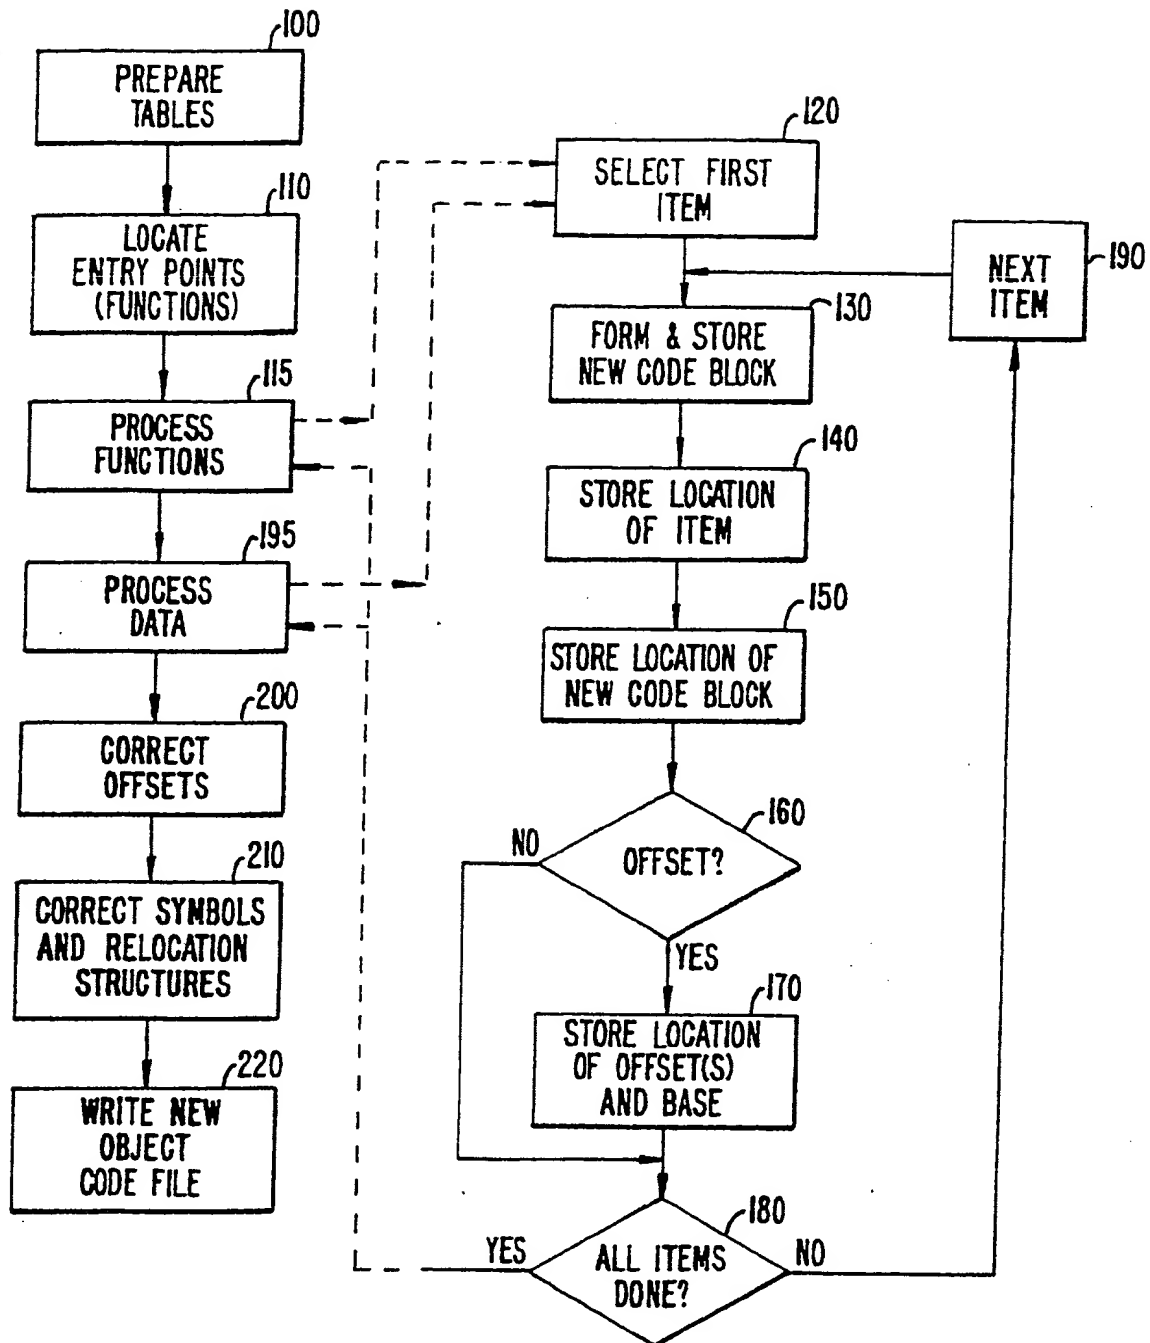 100
PREPARE
TABLES
110
LOCATE
ENTRY POINTS
(FUNCTIONS)
115
PROCESS
FUNCTIONS
195
PROCESS
DATA
200
CORRECT
OFFSETS
210
CORRECT SYMBOLS
AND RELOCATION
STRUCTURES
220
WRITE NEW
OBJECT
CODE FILE
120
SELECT FIRST
ITEM
190
NEXT
ITEM
130
FORM & STORE
NEW CODE BLOCK
140
STORE LOCATION
OF ITEM
150
STORE LOCATION OF
NEW CODE BLOCK
160
NO
OFFSET?
YES
170
STORE LOCATION
OF OFFSET(S)
AND BASE
180
YES
ALL ITEMS
DONE?
NO